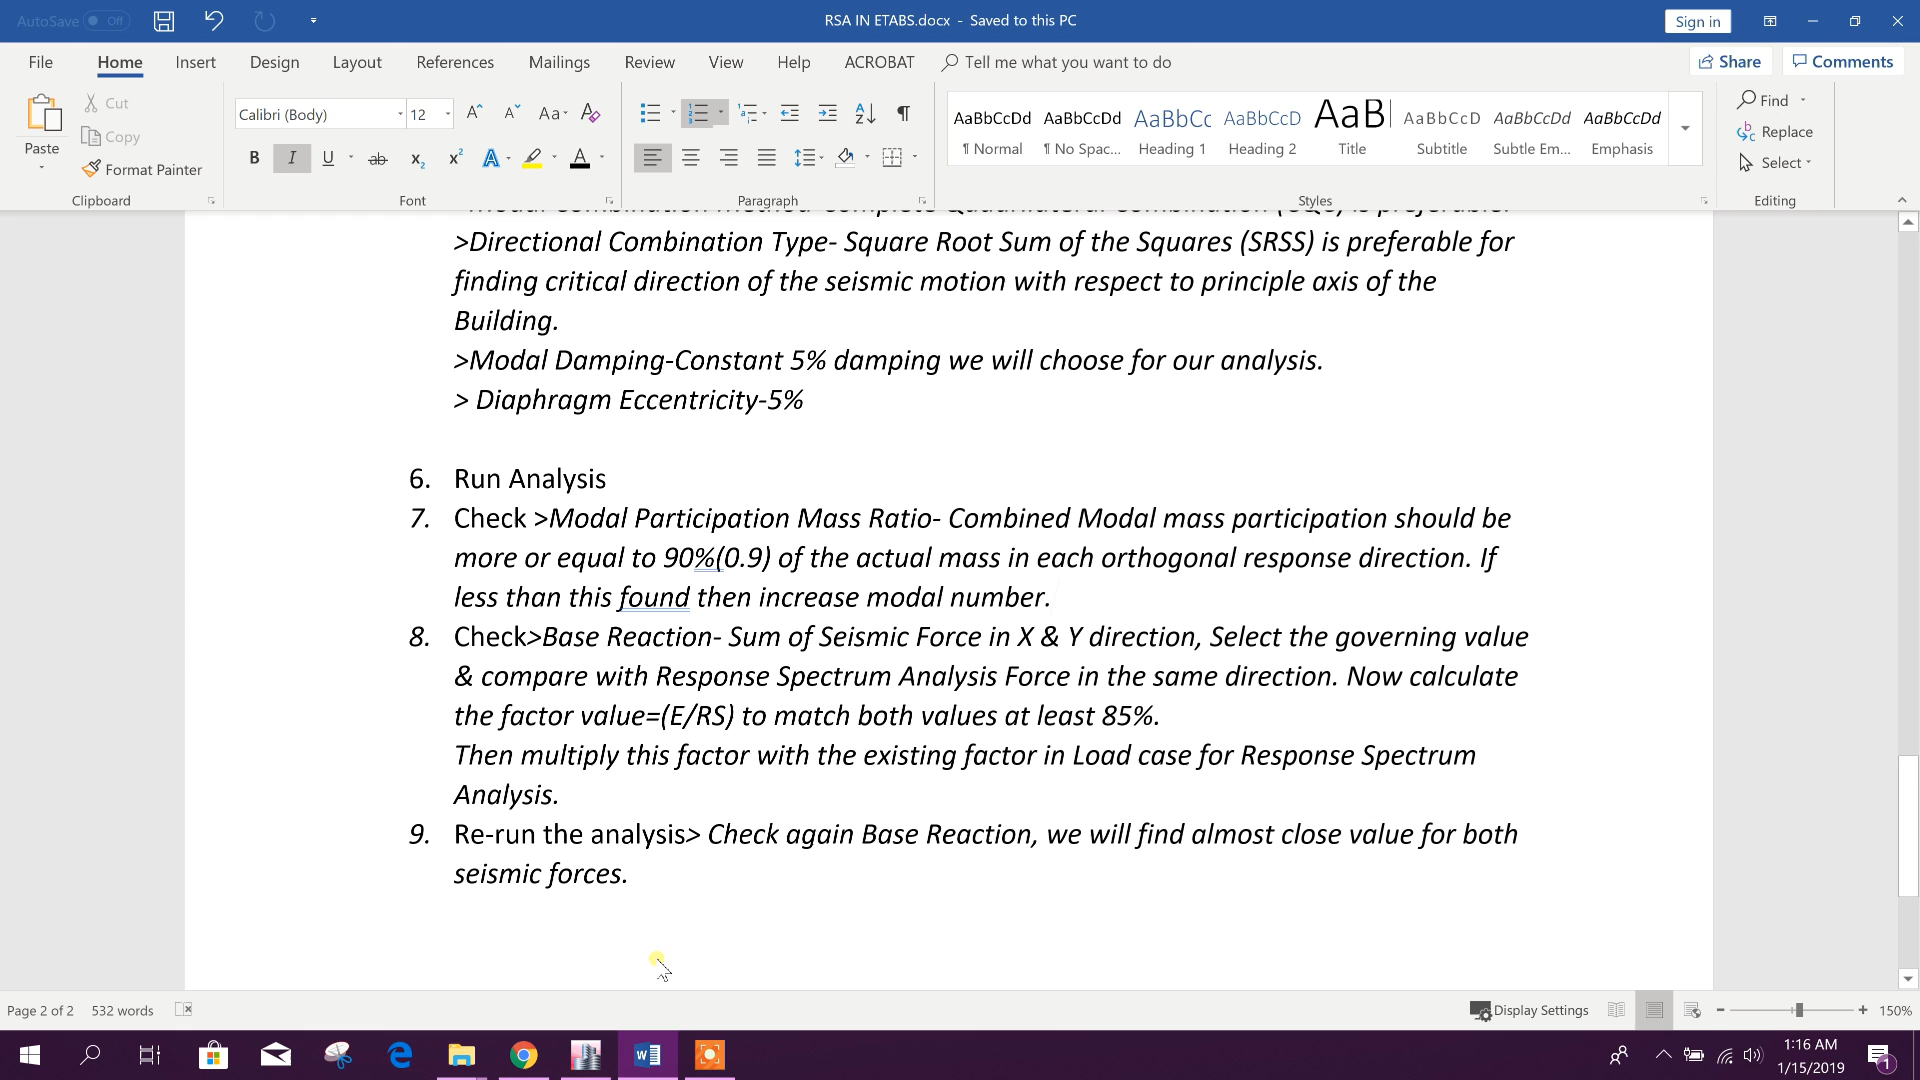 AutoSave Off
RSA IN ETABS.docx - Saved to this PC
Sign in
File Home Insert Design Layout References Mailings Review View Help ACROBAT Tell me what you want to do
Share Comments
Paste
Cut
Copy
Format Painter
Clipboard
Calibri (Body) 12
Font
Paragraph
AaBbCcDd AaBbCcDd AaBbCc AaBbCcD AaB AaBbCcD AaBbCcDd AaBbCcDd
¶ Normal ¶ No Spac... Heading 1 Heading 2 Title Subtitle Subtle Em... Emphasis
Styles
Find
Replace
Select
Editing
>Directional Combination Type- Square Root Sum of the Squares (SRSS) is preferable for
finding critical direction of the seismic motion with respect to principle axis of the
Building.
>Modal Damping-Constant 5% damping we will choose for our analysis.
> Diaphragm Eccentricity-5%
6. Run Analysis
7. Check >Modal Participation Mass Ratio- Combined Modal mass participation should be
more or equal to 90%(0.9) of the actual mass in each orthogonal response direction. If
less than this found then increase modal number.
8. Check>Base Reaction- Sum of Seismic Force in X & Y direction, Select the governing value
& compare with Response Spectrum Analysis Force in the same direction. Now calculate
the factor value=(E/RS) to match both values at least 85%.
Then multiply this factor with the existing factor in Load case for Response Spectrum
Analysis.
9. Re-run the analysis> Check again Base Reaction, we will find almost close value for both
seismic forces.
Page 2 of 2 532 words
Display Settings
150%
1:16 AM
1/15/2019
1